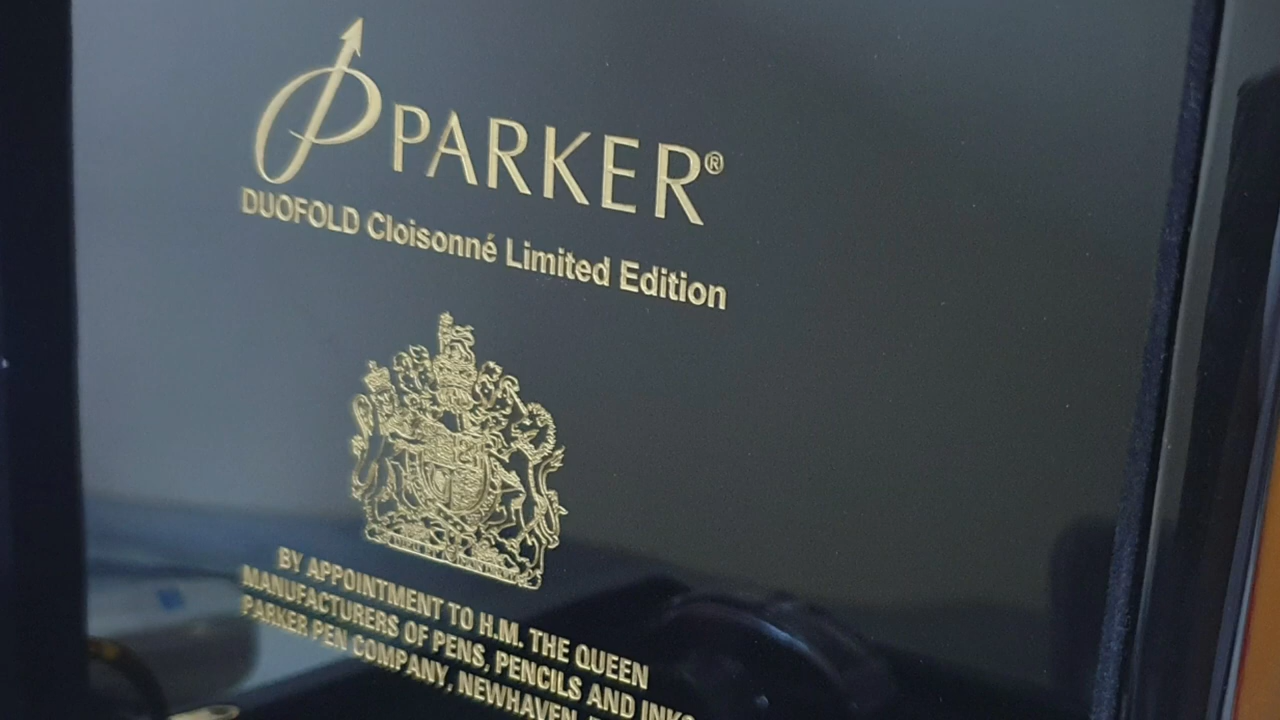 PARKER®
DUOFOLD Cloisonné Limited Edition
BY APPOINTMENT TO H.M. THE QUEEN
MANUFACTURERS OF PENS, PENCILS AND INKS
PARKER PEN COMPANY, NEWHAVEN,